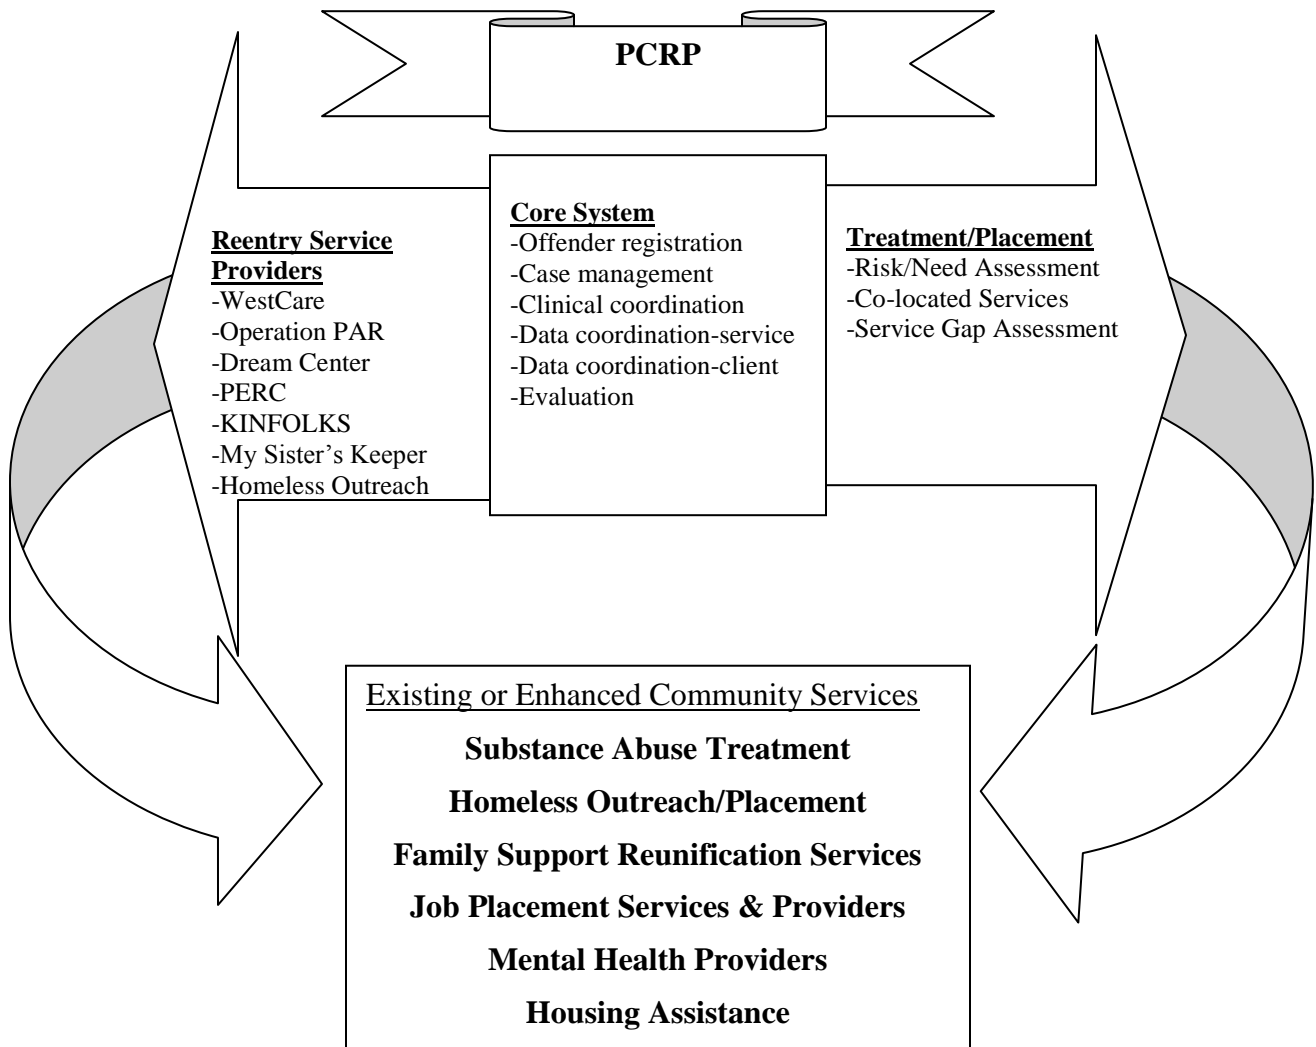 PCRP
Reentry Service
Providers
-WestCare
-Operation PAR
-Dream Center
-PERC
-KINFOLKS
-My Sister’s Keeper
-Homeless Outreach
Core System
-Offender registration
-Case management
-Clinical coordination
-Data coordination-service
-Data coordination-client
-Evaluation
Treatment/Placement
-Risk/Need Assessment
-Co-located Services
-Service Gap Assessment
Existing or Enhanced Community Services
Substance Abuse Treatment
Homeless Outreach/Placement
Family Support Reunification Services
Job Placement Services & Providers
Mental Health Providers
Housing Assistance